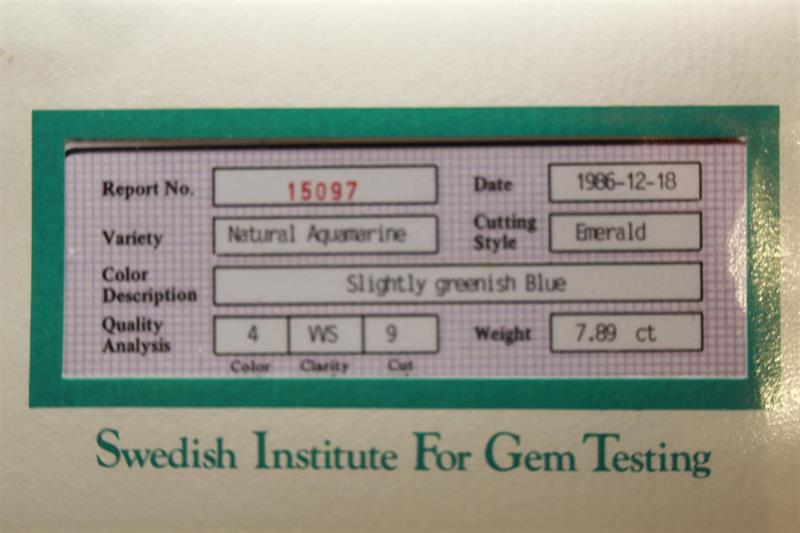 Report No. 15097 Date 1986-12-18
Variety Natural Aquamarine Cutting Style Emerald
Color Description Slightly greenish Blue
Quality Analysis 4 VVS 9 Weight 7.89 ct
Color Clarity Cut
Swedish Institute For Gem Testing